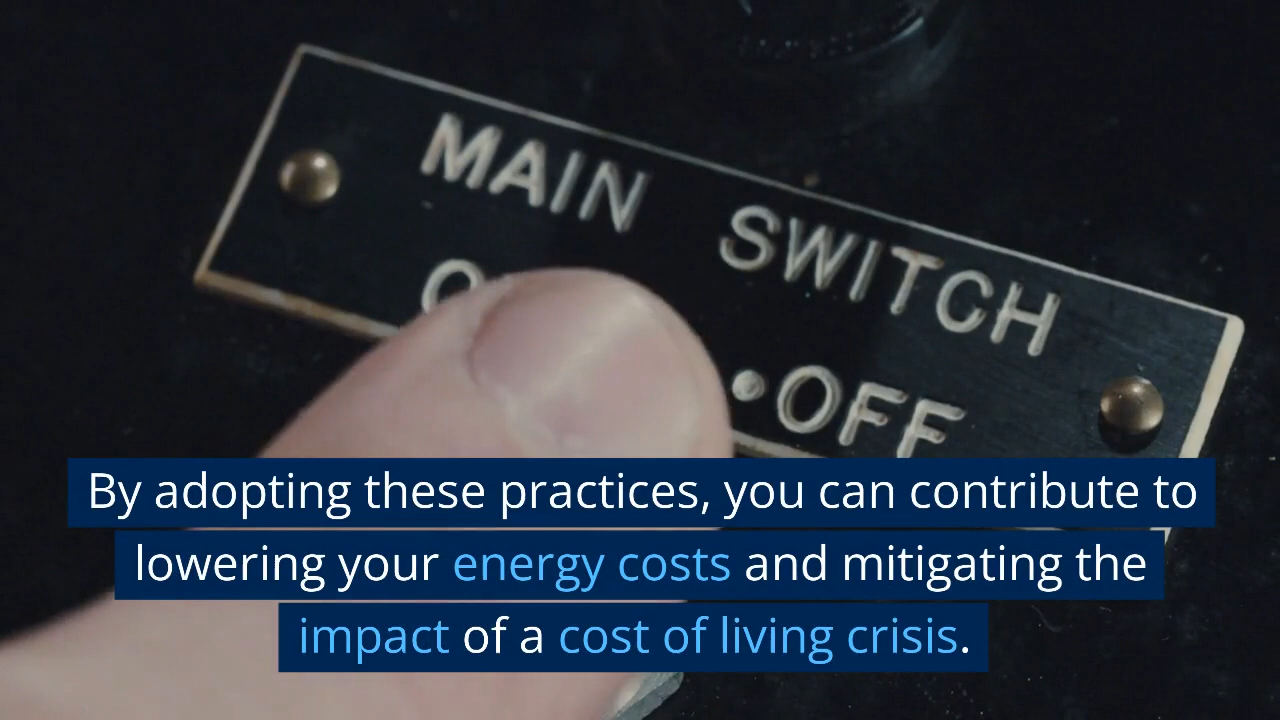 MAIN SWITCH
•OFF
By adopting these practices, you can contribute to
lowering your energy costs and mitigating the
impact of a cost of living crisis.